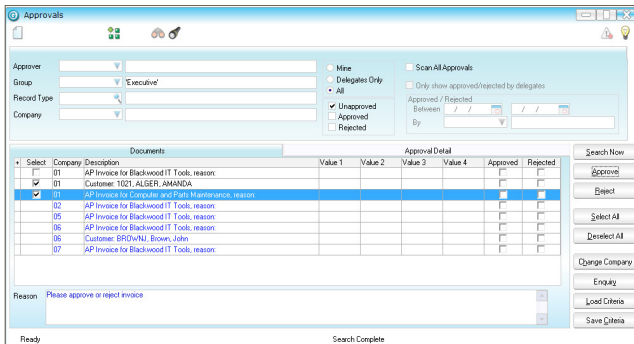 Approvals
Approver
Group 'Executive'
Record Type
Company
Mine
Delegates Only
All
Unapproved
Approved
Rejected
Scan All Approvals
Only show approved/rejected by delegates
Approved / Rejected
Between / / / /
By
Documents Approval Detail
+ Select Company Description Value 1 Value 2 Value 3 Value 4 Approved Rejected
01 AP Invoice for Blackwood IT Tools, reason:
01 Customer: 1021, ALGER, AMANDA
01 AP Invoice for Computer and Parts Maintenance, reason:
02 AP Invoice for Blackwood IT Tools, reason:
05 AP Invoice for Blackwood IT Tools, reason:
06 AP Invoice for Blackwood IT Tools, reason:
06 Customer: BROWNJ, Brown, John
07 AP Invoice for Blackwood IT Tools, reason:
Reason Please approve or reject invoice
Search Now
Approve
Reject
Select All
Deselect All
Change Company
Enquiry
Load Criteria
Save Criteria
Ready Search Complete